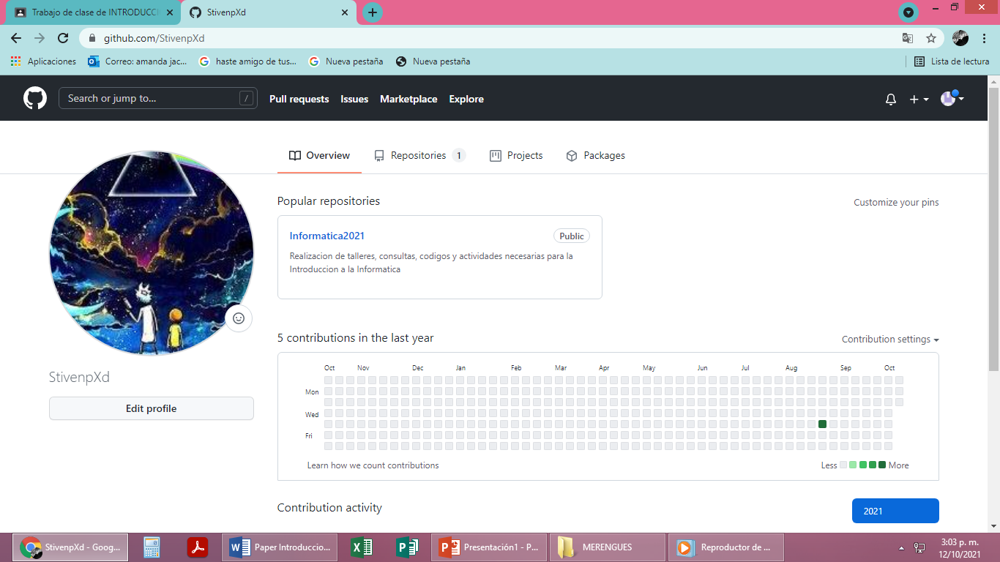 Trabajo de clase de INTRODUCCI
StivenpXd
github.com/StivenpXd
Aplicaciones
Correo: amanda jac...
haste amigo de tus...
Nueva pestaña
Nueva pestaña
Lista de lectura
Search or jump to...
/
Pull requests
Issues
Marketplace
Explore
Overview
Repositories 1
Projects
Packages
Popular repositories
Customize your pins
Informatica2021
Public
Realizacion de talleres, consultas, codigos y actividades necesarias para la
Introduccion a la Informatica
5 contributions in the last year
Contribution settings
Oct Nov Dec Jan Feb Mar Apr May Jun Jul Aug Sep Oct
Mon
Wed
Fri
Learn how we count contributions
Less
More
StivenpXd
Edit profile
Contribution activity
2021
StivenpXd - Goog...
Paper Introduccio...
Presentación1 - P...
MERENGUES
Reproductor de ...
3:03 p. m.
12/10/2021